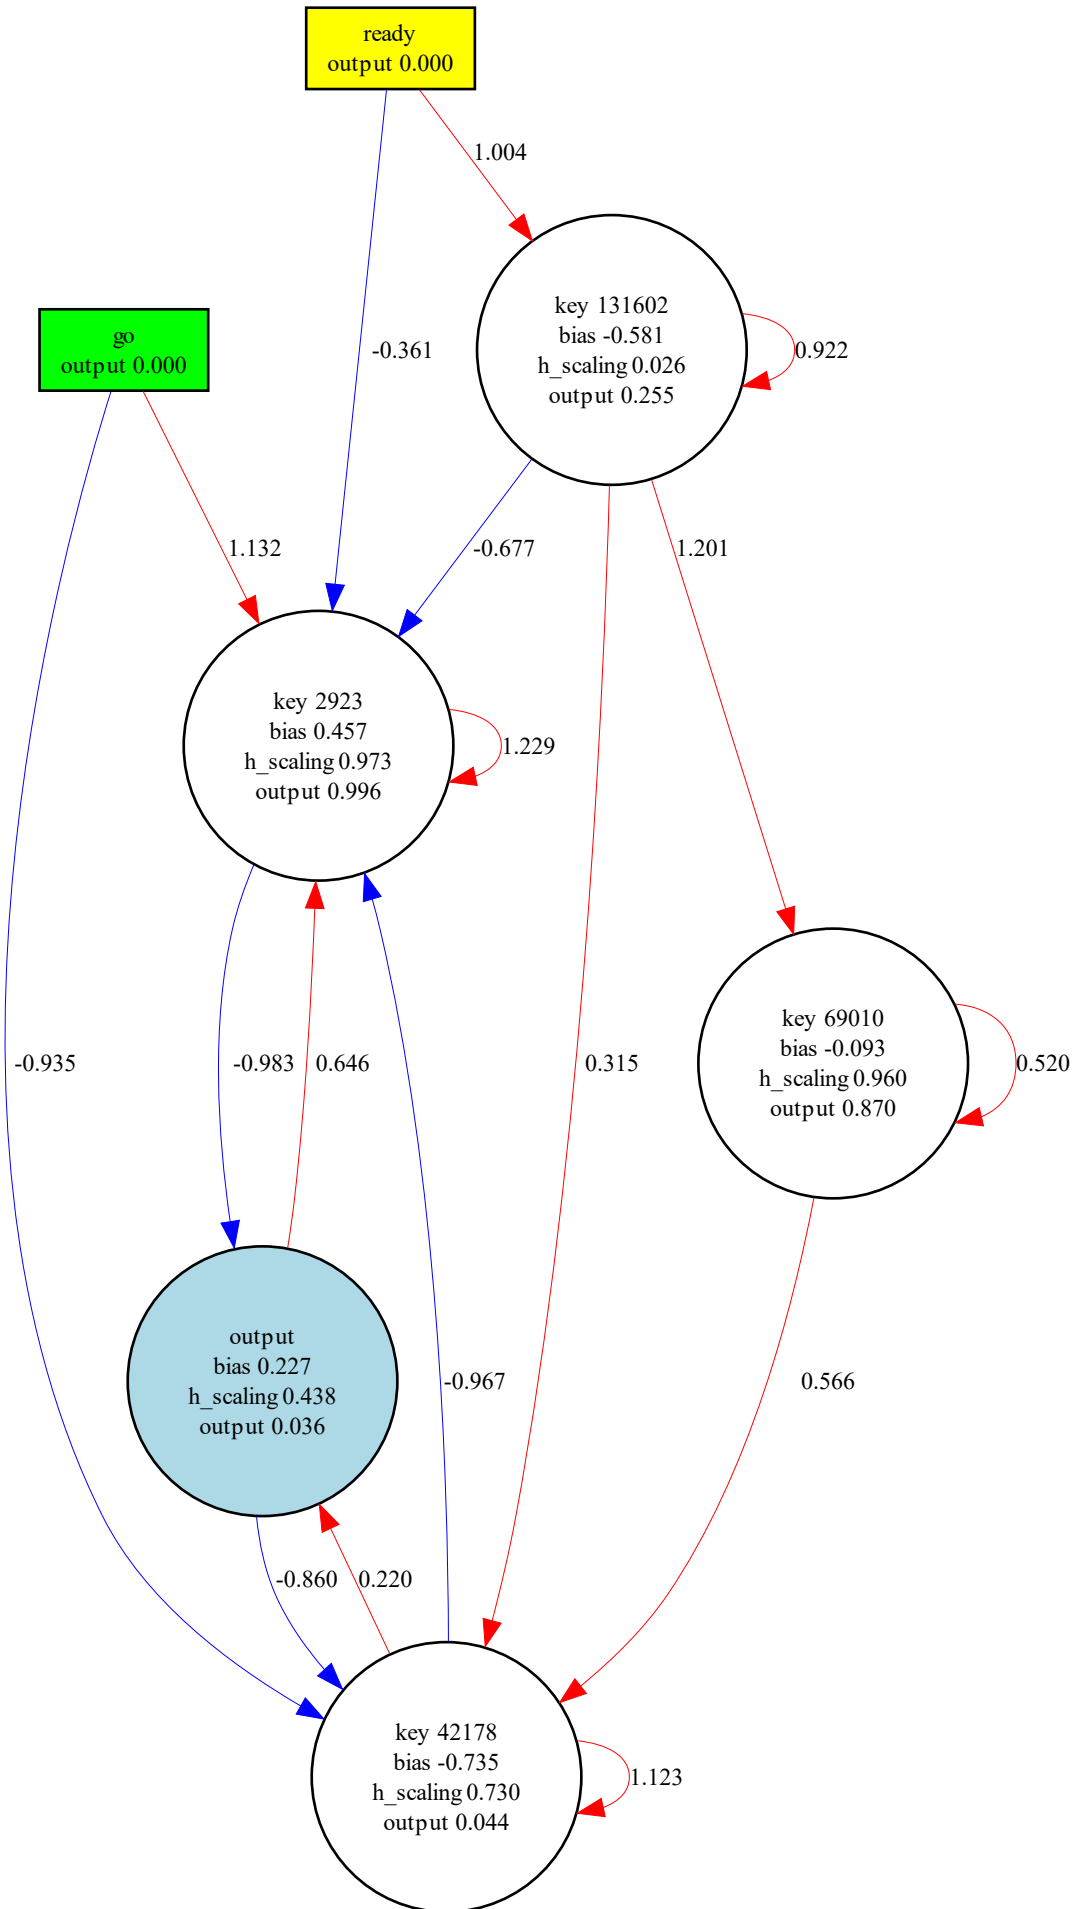 ready
output 0.000
1.004
key 131602
bias -0.581
h_scaling 0.026
output 0.255
0.922
go
output 0.000
-0.361
1.132
-0.677
1.201
key 2923
bias 0.457
h_scaling 0.973
output 0.996
1.229
key 69010
bias -0.093
h_scaling 0.960
output 0.870
0.520
-0.935
-0.983
0.646
0.315
output
bias 0.227
h_scaling 0.438
output 0.036
-0.967
0.566
-0.860
0.220
key 42178
bias -0.735
h_scaling 0.730
output 0.044
1.123